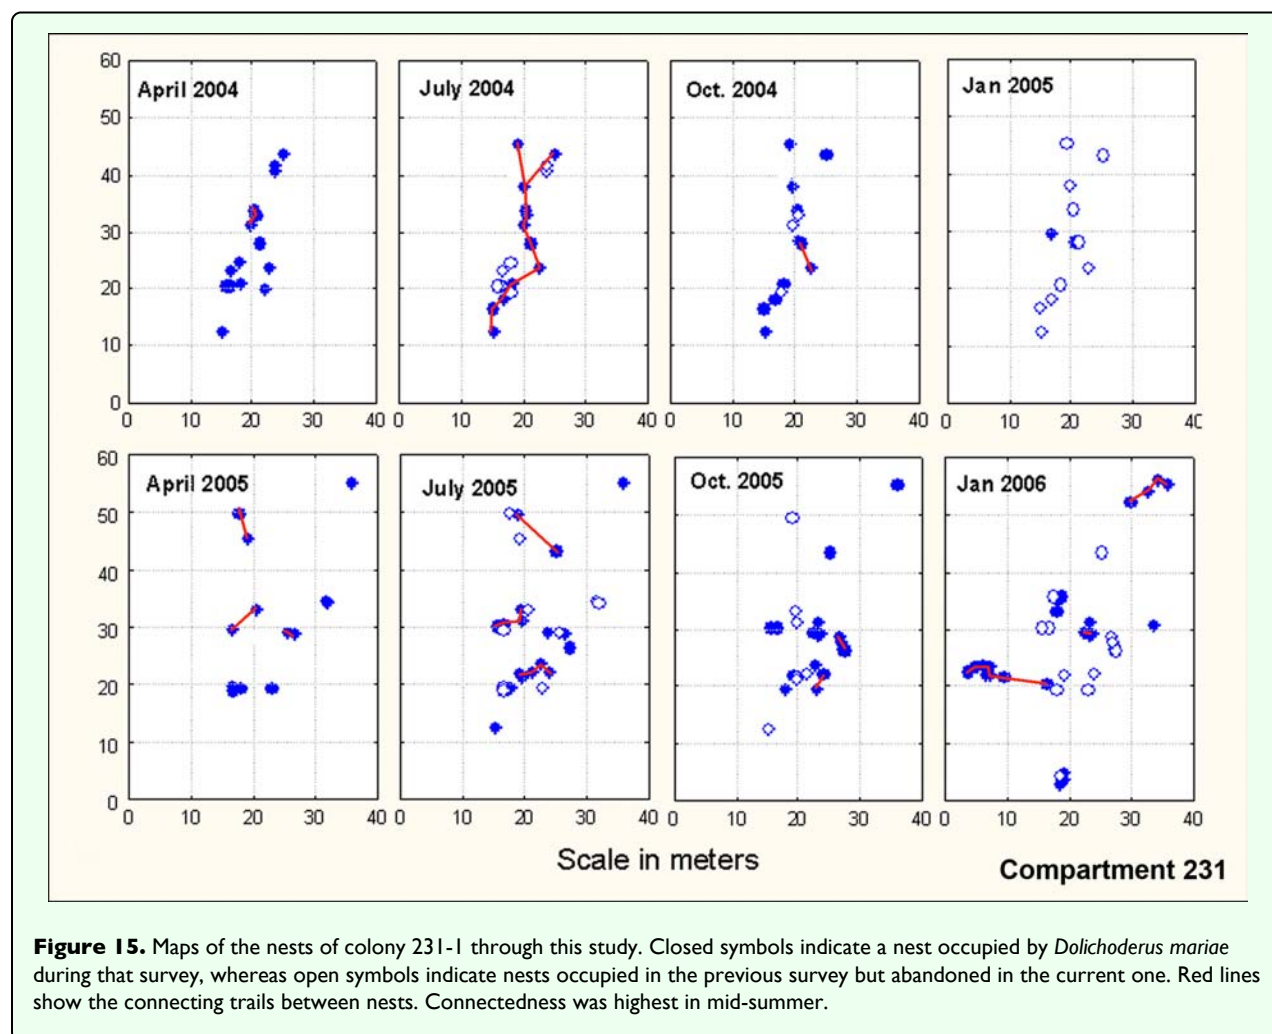 60
50
40
30
20
10
0
April 2004
July 2004
Oct. 2004
Jan 2005
0 10 20 30 40 0 10 20 30 40 0 10 20 30 40 0 10 20 30 40
60
50
40
30
20
10
0
April 2005
July 2005
Oct. 2005
Jan 2006
0 10 20 30 40 0 10 20 30 40 0 10 20 30 40 0 10 20 30 40
Scale in meters
Compartment 231
Figure 15. Maps of the nests of colony 231-1 through this study. Closed symbols indicate a nest occupied by Dolichoderus mariae
during that survey, whereas open symbols indicate nests occupied in the previous survey but abandoned in the current one. Red lines
show the connecting trails between nests. Connectedness was highest in mid-summer.